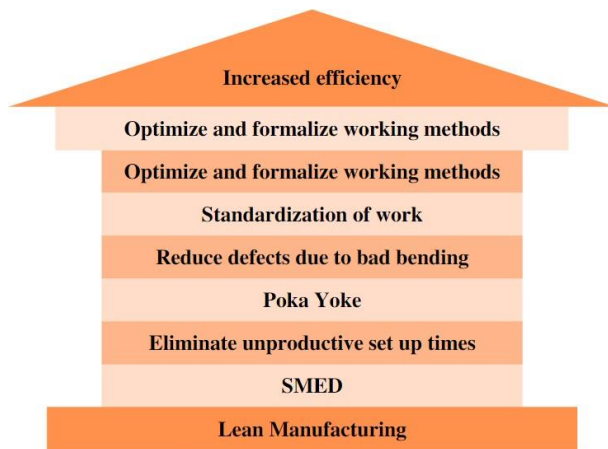 Increased efficiency
Optimize and formalize working methods
Optimize and formalize working methods
Standardization of work
Reduce defects due to bad bending
Poka Yoke
Eliminate unproductive set up times
SMED
Lean Manufacturing